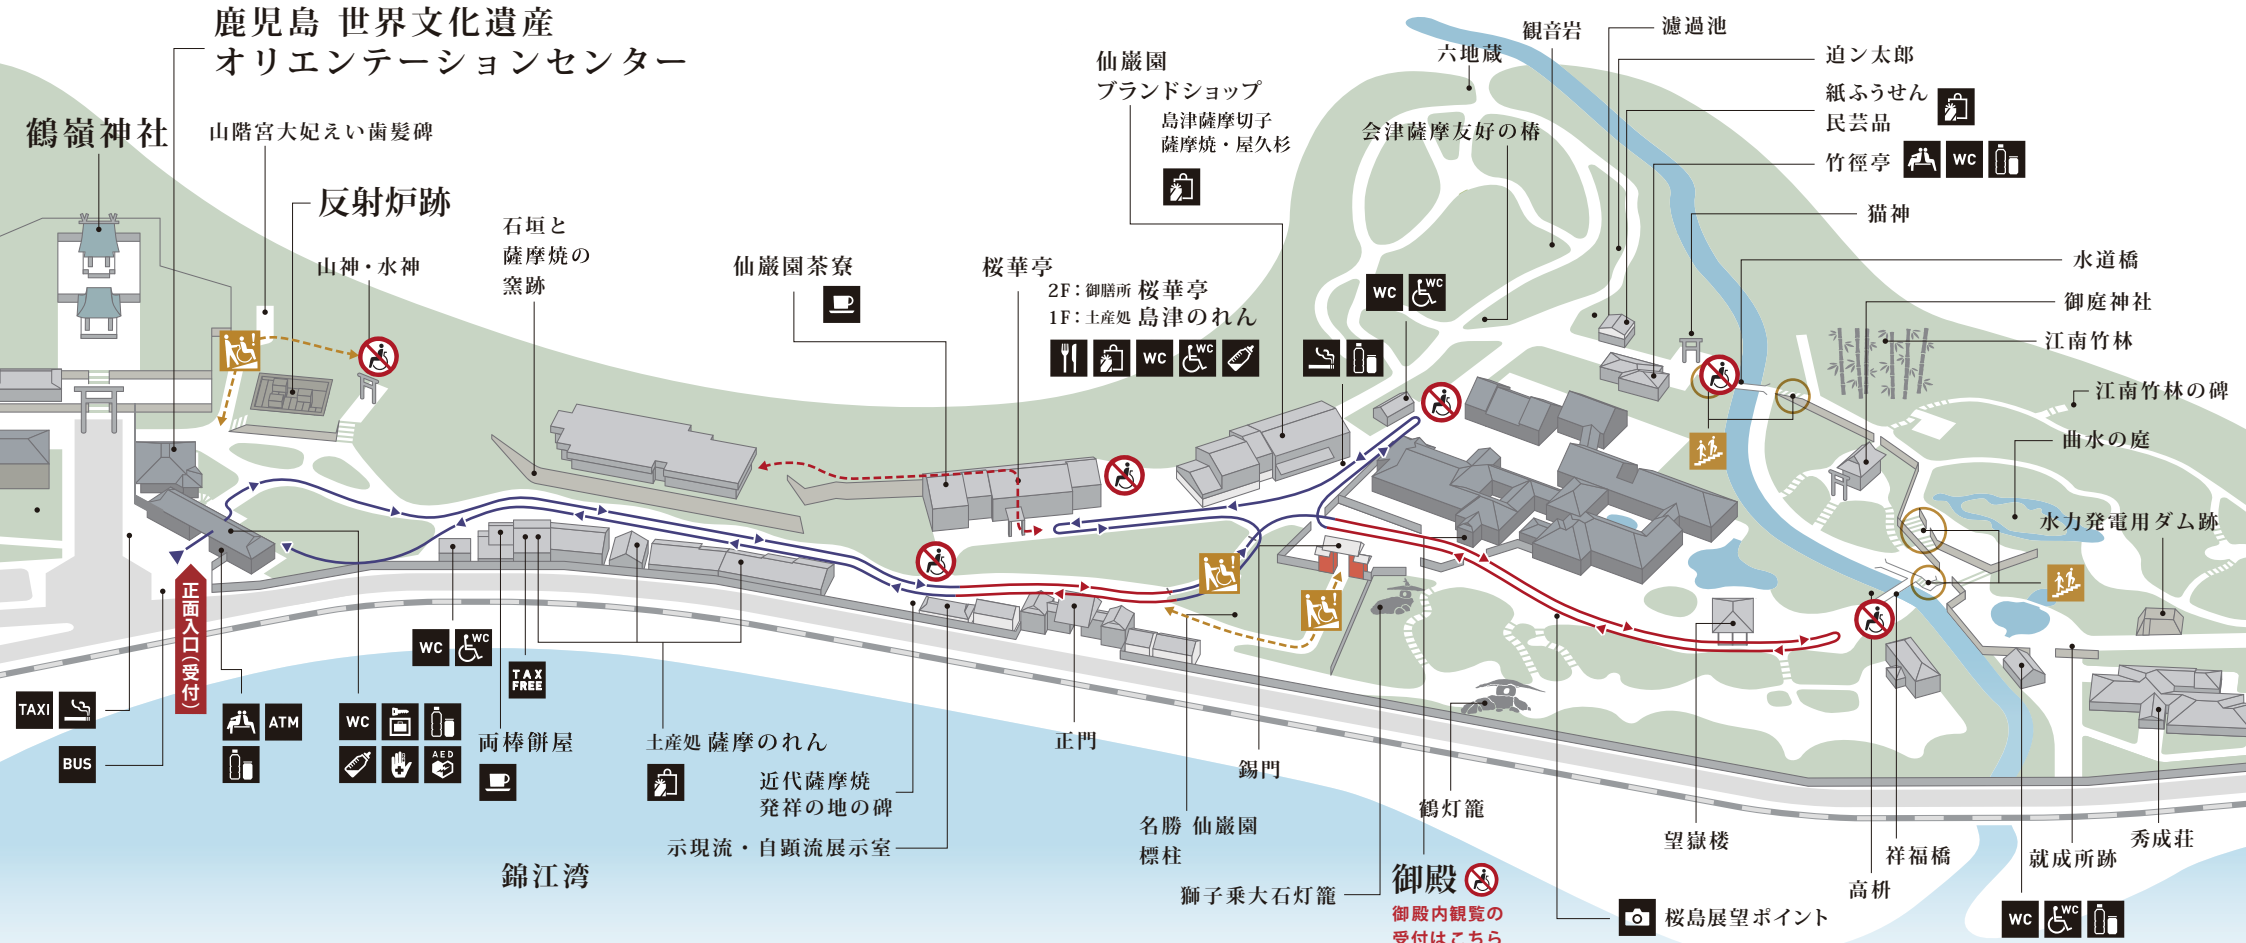 鹿児島 世界文化遺産
オリエンテーションセンター
鶴嶺神社
山階宮大妃えい歯髪碑
反射炉跡
山神・水神
石垣と
薩摩焼の
窯跡
仙巌園茶寮
桜華亭
2F：御膳所 桜華亭
1F：土産処 島津のれん
WC
WC
仙巌園
ブランドショップ
島津薩摩切子
薩摩焼・屋久杉
会津薩摩友好の椿
六地蔵
観音岩
濾過池
迫ン太郎
紙ふうせん
民芸品
竹徑亭
WC
猫神
水道橋
御庭神社
江南竹林
江南竹林の碑
曲水の庭
水力発電用ダム跡
WC
WC
正面入口（受付）
TAXI
BUS
ATM
WC
AED
WC
WC
TAX
FREE
両棒餅屋
土産処 薩摩のれん
近代薩摩焼
発祥の地の碑
示現流・自顕流展示室
錦江湾
正門
名勝 仙巌園
標柱
錫門
獅子乗大石灯籠
鶴灯籠
御殿
御殿内観覧の
受付はこちら
桜島展望ポイント
望嶽楼
高枡
祥福橋
就成所跡
秀成荘
WC
WC